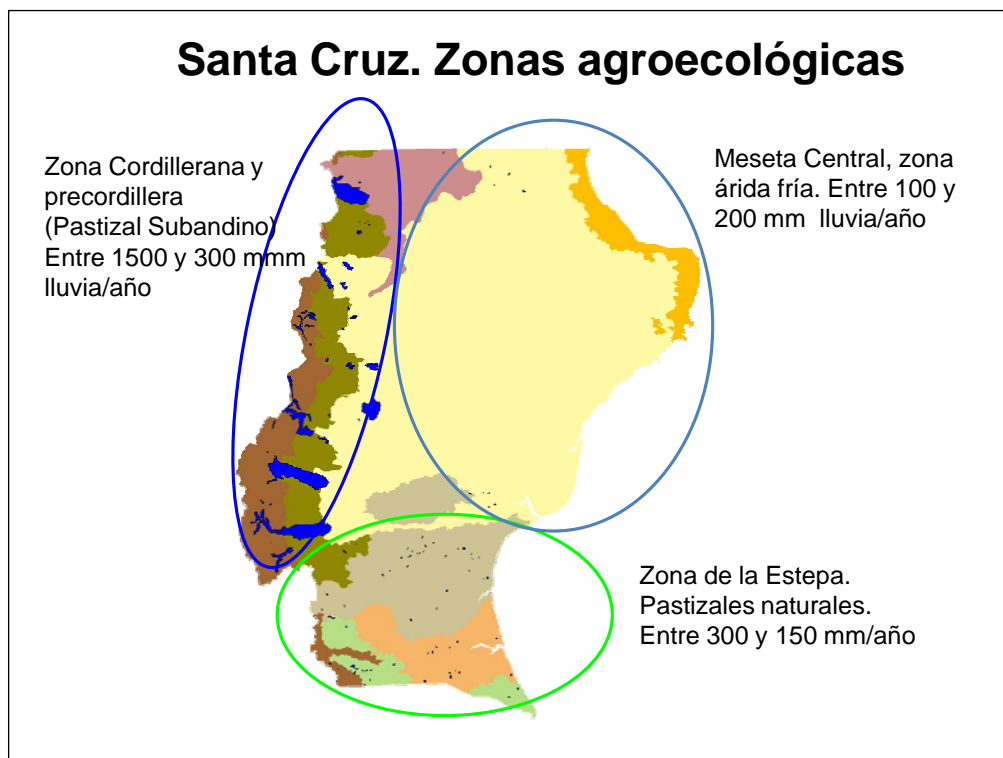 Santa Cruz. Zonas agroecológicas
Zona Cordillerana y
precordillera
(Pastizal Subandino)
Entre 1500 y 300 mmm
lluvia/año
Meseta Central, zona
árida fría. Entre 100 y
200 mm  lluvia/año
Zona de la Estepa.
Pastizales naturales.
Entre 300 y 150 mm/año